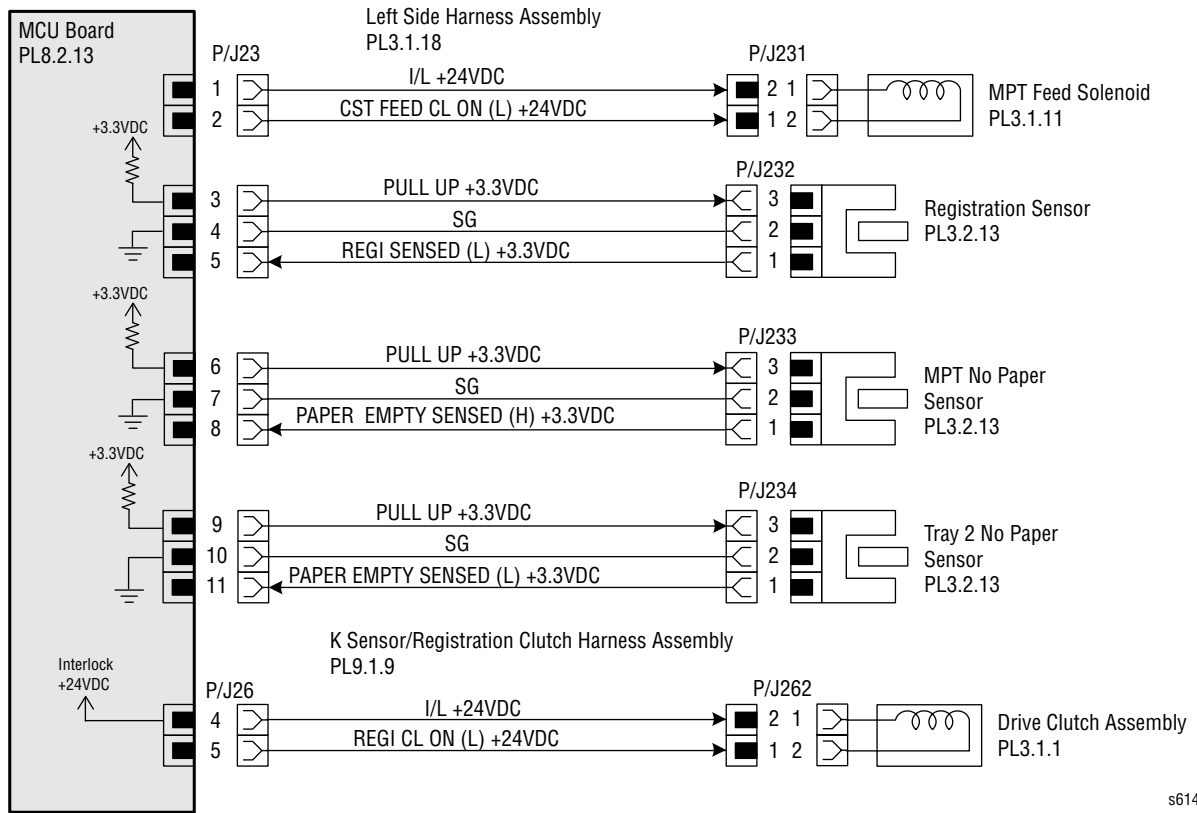 MCU Board
PL8.2.13
Left Side Harness Assembly
PL3.1.18
P/J23
P/J231
1
I/L +24VDC
2 1
2
CST FEED CL ON (L) +24VDC
1 2
MPT Feed Solenoid
PL3.1.11
+3.3VDC
P/J232
3
PULL UP +3.3VDC
3
4
SG
2
5
REGI SENSED (L) +3.3VDC
1
Registration Sensor
PL3.2.13
+3.3VDC
P/J233
6
PULL UP +3.3VDC
3
7
SG
2
8
PAPER EMPTY SENSED (H) +3.3VDC
1
MPT No Paper
Sensor
PL3.2.13
+3.3VDC
P/J234
9
PULL UP +3.3VDC
3
10
SG
2
11
PAPER EMPTY SENSED (L) +3.3VDC
1
Tray 2 No Paper
Sensor
PL3.2.13
K Sensor/Registration Clutch Harness Assembly
PL9.1.9
Interlock
+24VDC
P/J26
P/J262
4
I/L +24VDC
2 1
5
REGI CL ON (L) +24VDC
1 2
Drive Clutch Assembly
PL3.1.1
s614